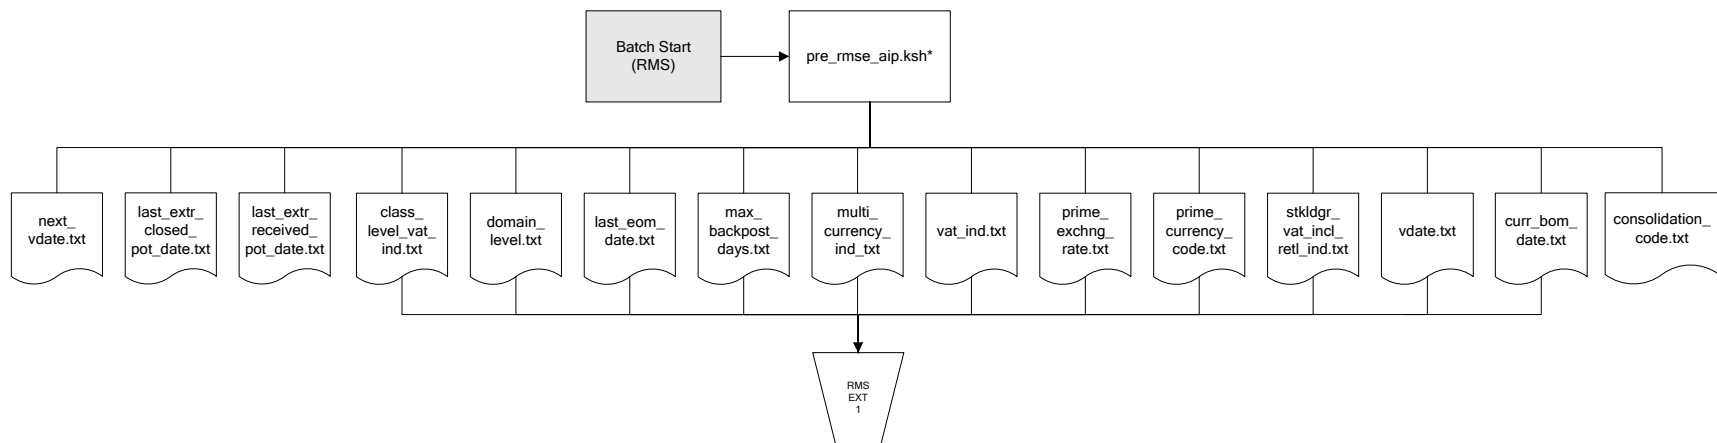 Batch Start
(RMS)
pre_rmse_aip.ksh*
next_
vdate.txt
last_extr_
closed_
pot_date.txt
last_extr_
received_
pot_date.txt
class_
level_vat_
ind.txt
domain_
level.txt
last_eom_
date.txt
max_
backpost_
days.txt
multi_
currency_
ind_txt
vat_ind.txt
prime_
exchng_
rate.txt
prime_
currency_
code.txt
stkldgr_
vat_incl_
retl_ind.txt
vdate.txt
curr_bom_
date.txt
consolidation_
code.txt
RMS
EXT
1